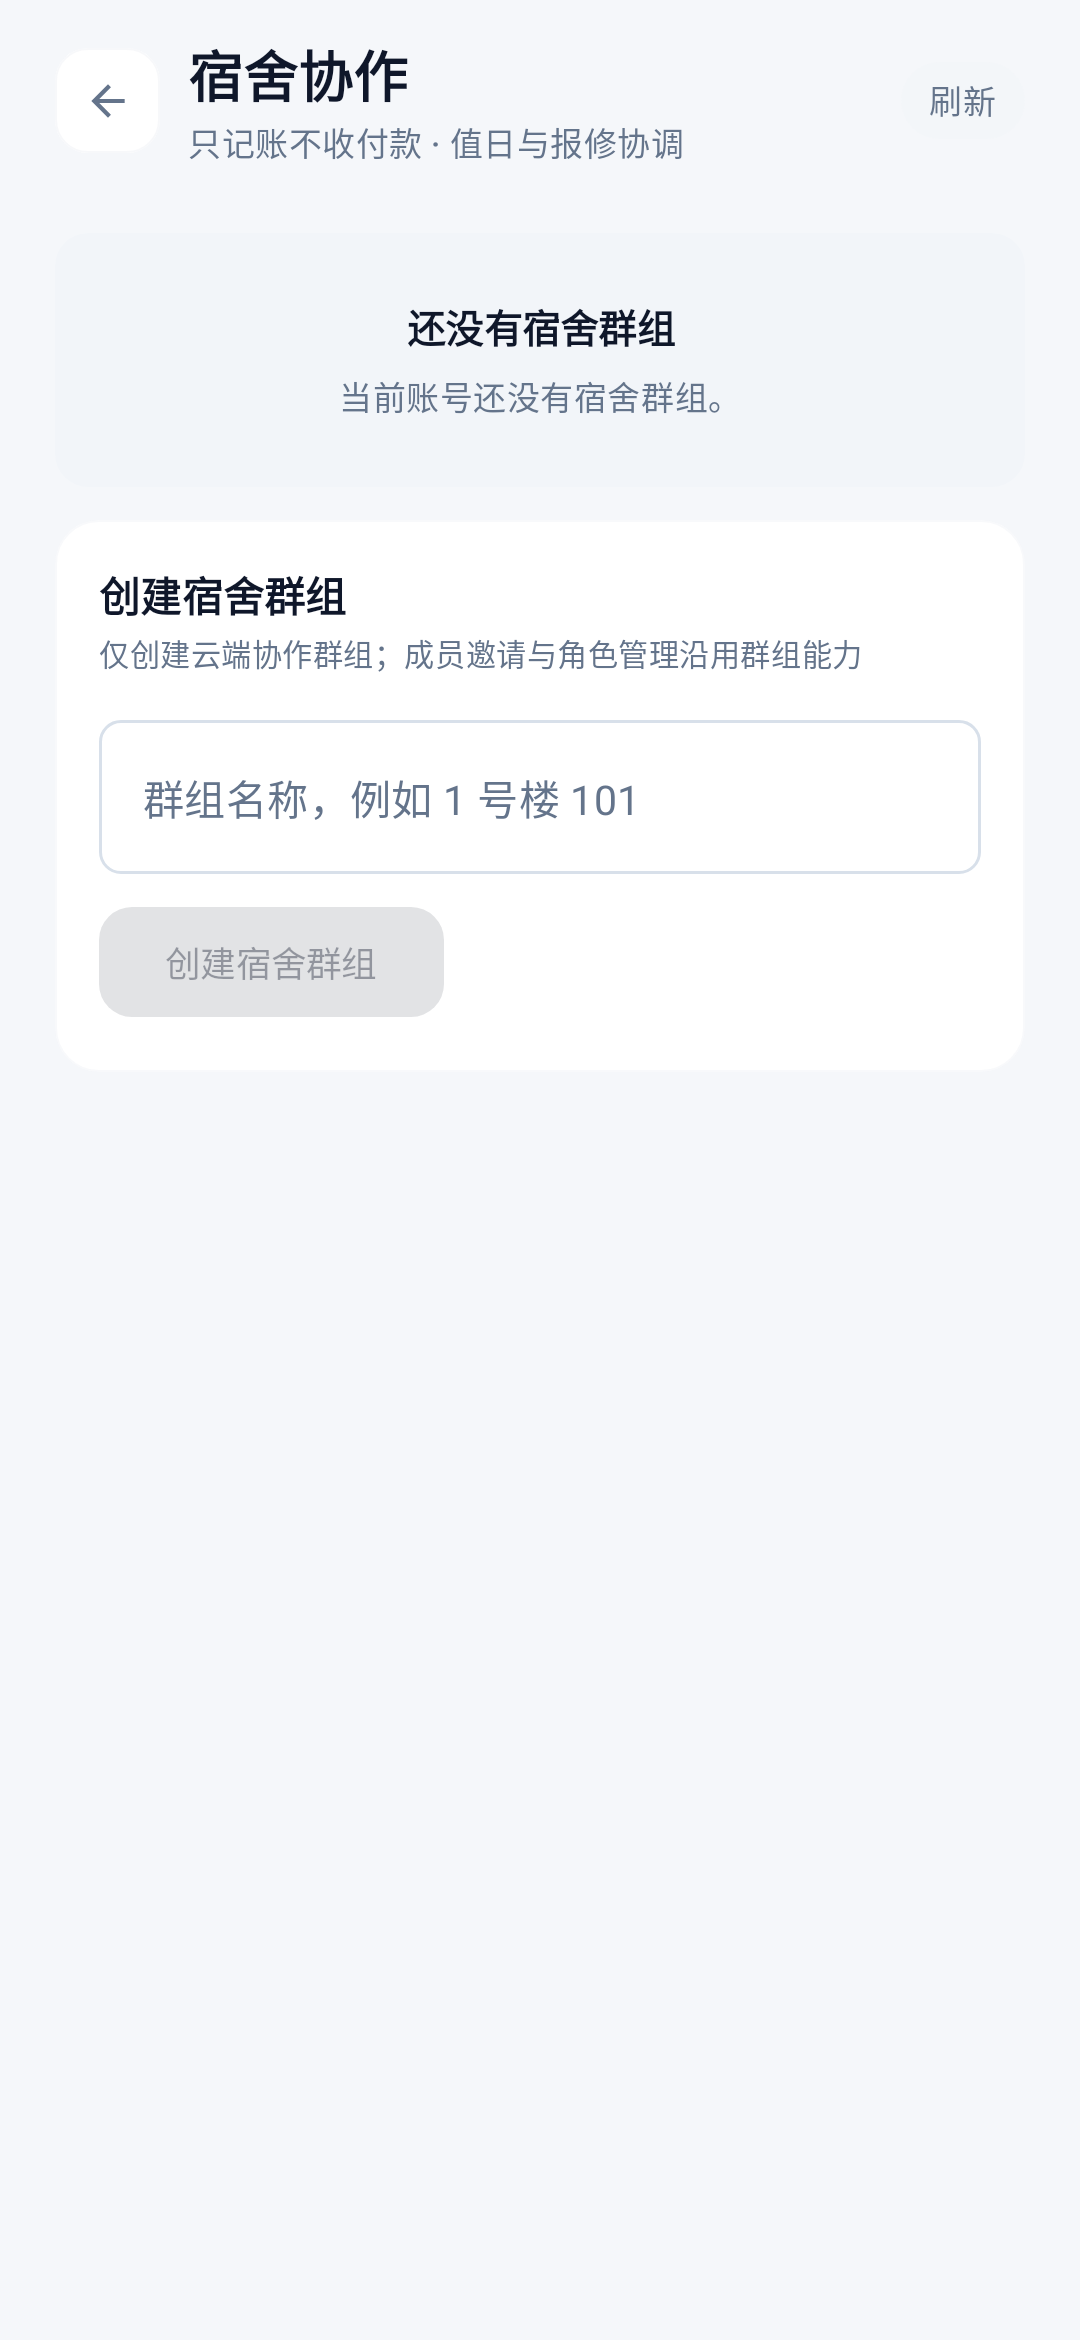 宿舍协作
只记账不收付款 · 值日与报修协调
刷新
还没有宿舍群组
当前账号还没有宿舍群组。
创建宿舍群组
仅创建云端协作群组；成员邀请与角色管理沿用群组能力
群组名称，例如 1 号楼 101
创建宿舍群组